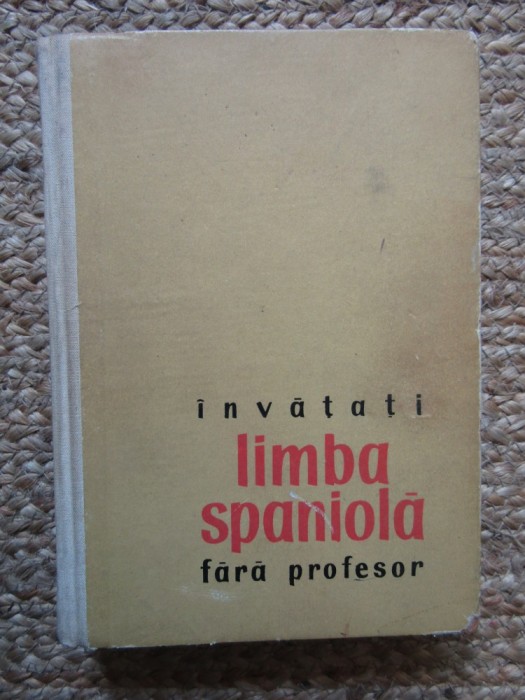 învățați
limba
spaniolă
fără profesor